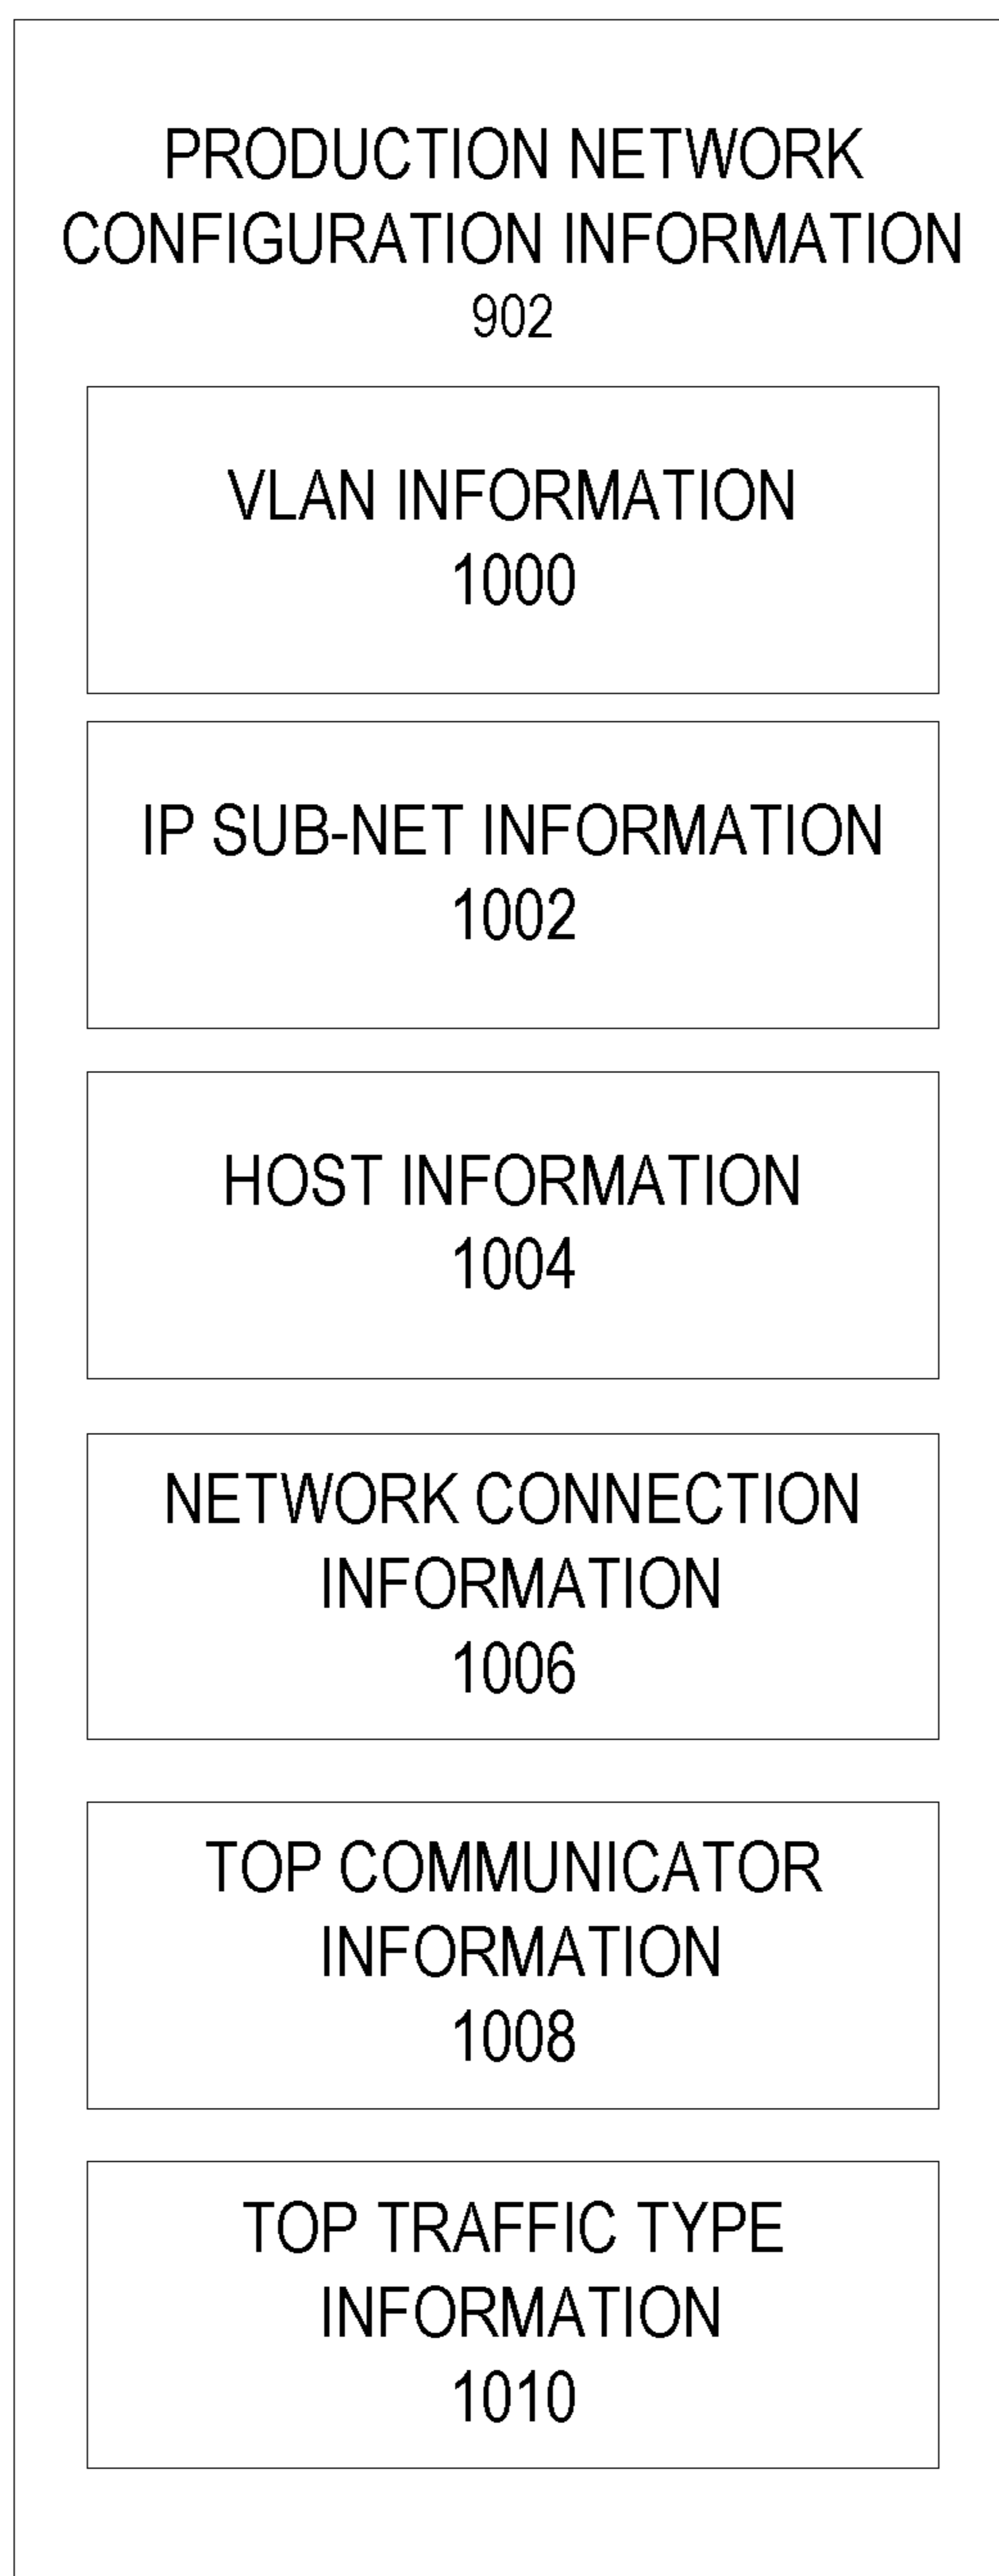 PRODUCTION NETWORK
CONFIGURATION INFORMATION
902
VLAN INFORMATION
1000
IP SUB-NET INFORMATION
1002
HOST INFORMATION
1004
NETWORK CONNECTION
INFORMATION
1006
TOP COMMUNICATOR
INFORMATION
1008
TOP TRAFFIC TYPE
INFORMATION
1010